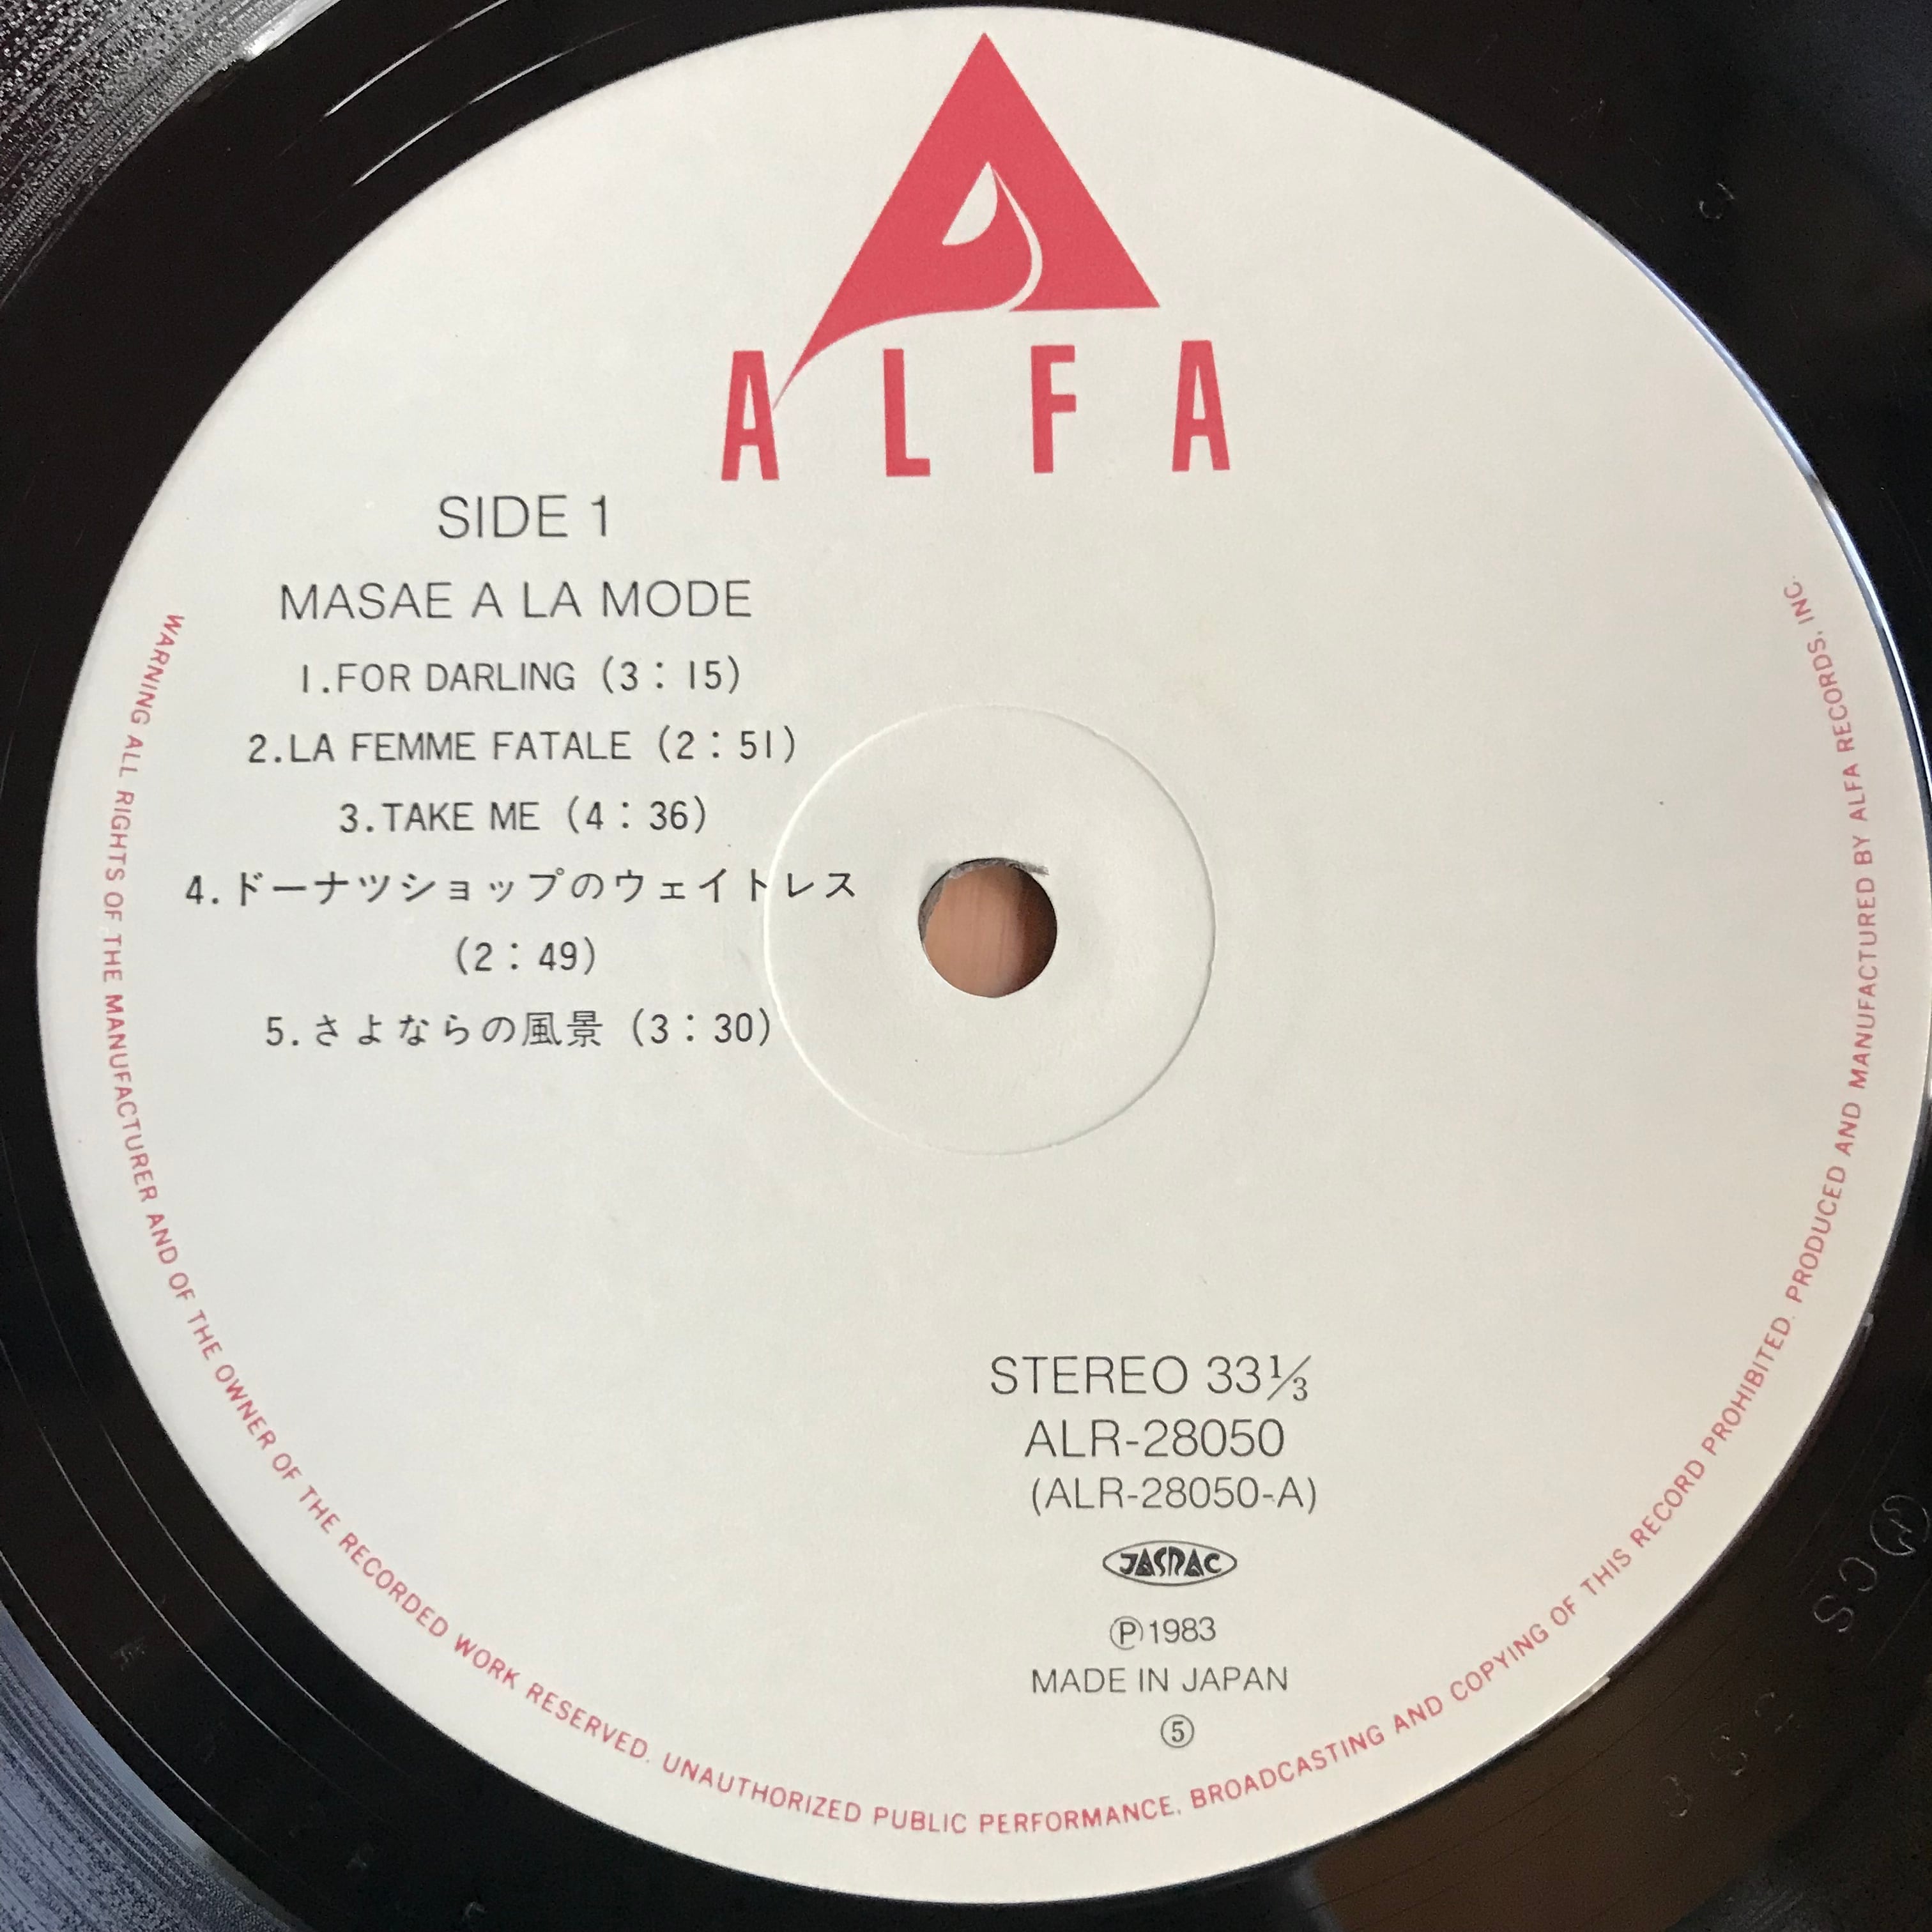 ALFA
SIDE 1
MASAE A LA MODE
1.FOR DARLING (3:15)
2.LA FEMME FATALE (2:51)
3.TAKE ME (4:36)
4.ドーナツショップのウェイトレス
(2:49)
5.さよならの風景 (3:30)
STEREO 33⅓
ALR-28050
(ALR-28050-A)
JASRAC
Ⓟ1983
MADE IN JAPAN
⑤
WARNING ALL RIGHTS OF THE MANUFACTURER AND OF THE OWNER OF THE RECORDED WORK RESERVED. UNAUTHORIZED PUBLIC PERFORMANCE, BROADCASTING AND COPYING OF THIS RECORD PROHIBITED. PRODUCED AND MANUFACTURED BY ALFA RECORDS, INC.